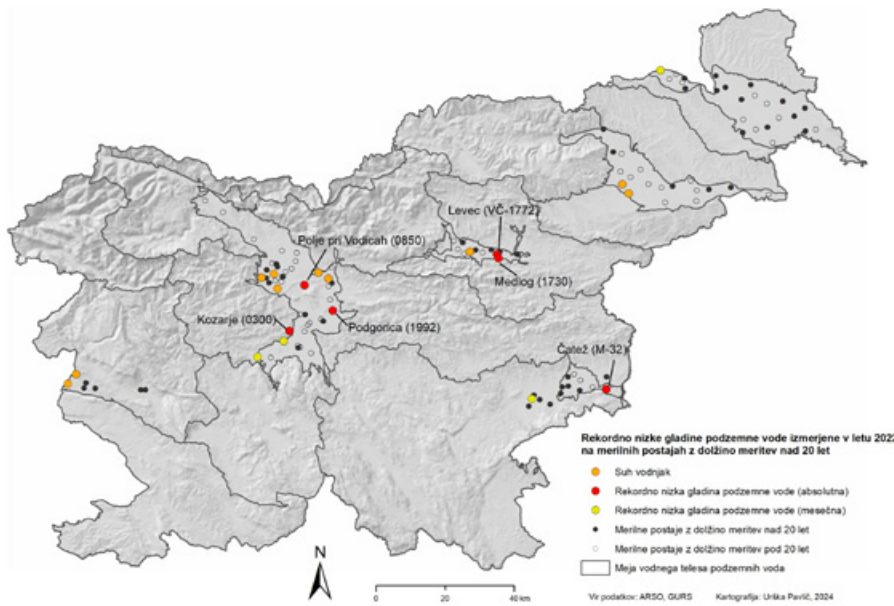 Levec (VČ-1772)
Polje pri Vodicah (0850)
Medlog (1730)
Kozarje (0300)
Podgorica (1992)
Čatež (M-32)
Rekordno nizke gladine podzemne vode izmerjene v letu 2022
na merilnih postajah z dolžino meritev nad 20 let
Suh vodnjak
Rekordno nizka gladina podzemne vode (absolutna)
Rekordno nizka gladina podzemne vode (mesečna)
Merilne postaje z dolžino meritev nad 20 let
Merilne postaje z dolžino meritev pod 20 let
Meja vodnega telesa podzemnih voda
N
0 20 40 km
Vir podatkov: ARSO, GURS Kartografija: Urška Pavlič, 2024